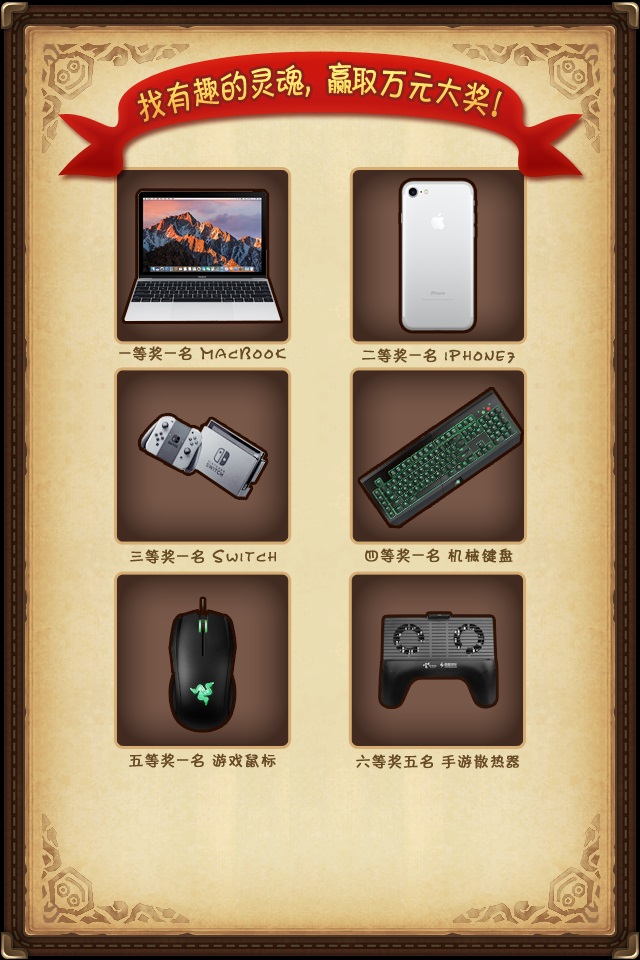 找有趣的灵魂，赢取万元大奖！
一等奖一名 MACBOOK
二等奖一名 IPHONE7
三等奖一名 SWITCH
四等奖一名 机械键盘
五等奖一名 游戏鼠标
六等奖五名 手游散热器